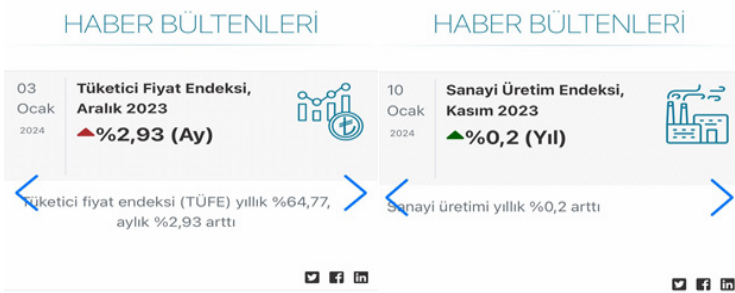 HABER BÜLTENLERİ
03
Ocak
2024
Tüketici Fiyat Endeksi,
Aralık 2023
%2,93 (Ay)
Tüketici fiyat endeksi (TÜFE) yıllık %64,77,
aylık %2,93 arttı
HABER BÜLTENLERİ
10
Ocak
2024
Sanayi Üretim Endeksi,
Kasım 2023
%0,2 (Yıl)
Sanayi üretimi yıllık %0,2 arttı